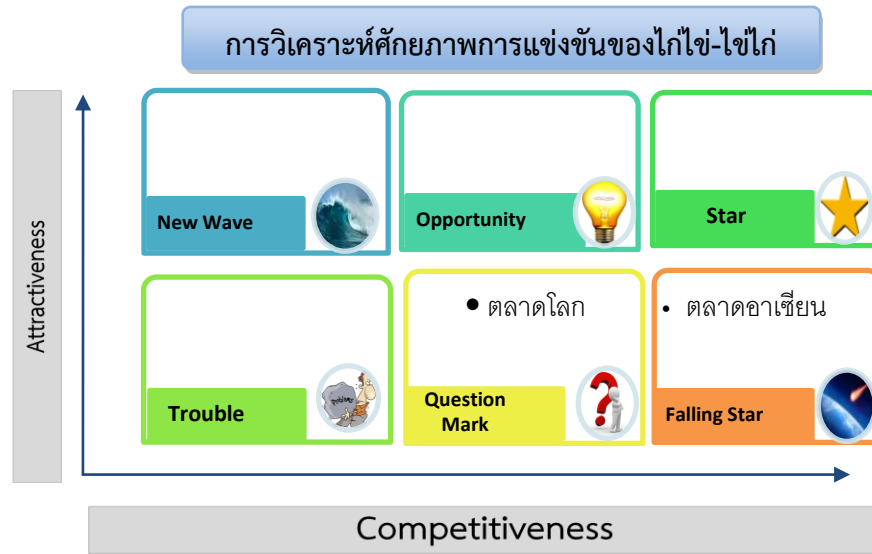 การวิเคราะห์ศักยภาพการแข่งขันของไก่ไข่-ไข่ไก่
Attractiveness
New Wave
Opportunity
Star
• ตลาดโลก
• ตลาดอาเซียน
Trouble
Problem
Question
Mark
Falling Star
Competitiveness